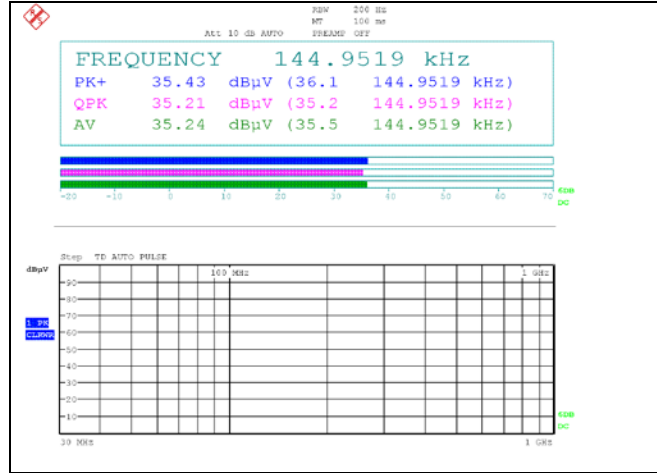 RBW 200 Hz
MT 100 ms
Att 10 dB AUTO PREAMP OFF
FREQUENCY 144.9519 kHz
PK+ 35.43 dBµV (36.1 144.9519 kHz)
QPK 35.21 dBµV (35.2 144.9519 kHz)
AV 35.24 dBµV (35.5 144.9519 kHz)
-20 -10 0 10 20 30 40 50 60 70
6DB
DC
Step TD AUTO PULSE
dBµV
100 MHz 1 GHz
90
80
70
1 PK
CLRWR
60
50
40
30
20
10
6DB
DC
30 MHz 1 GHz